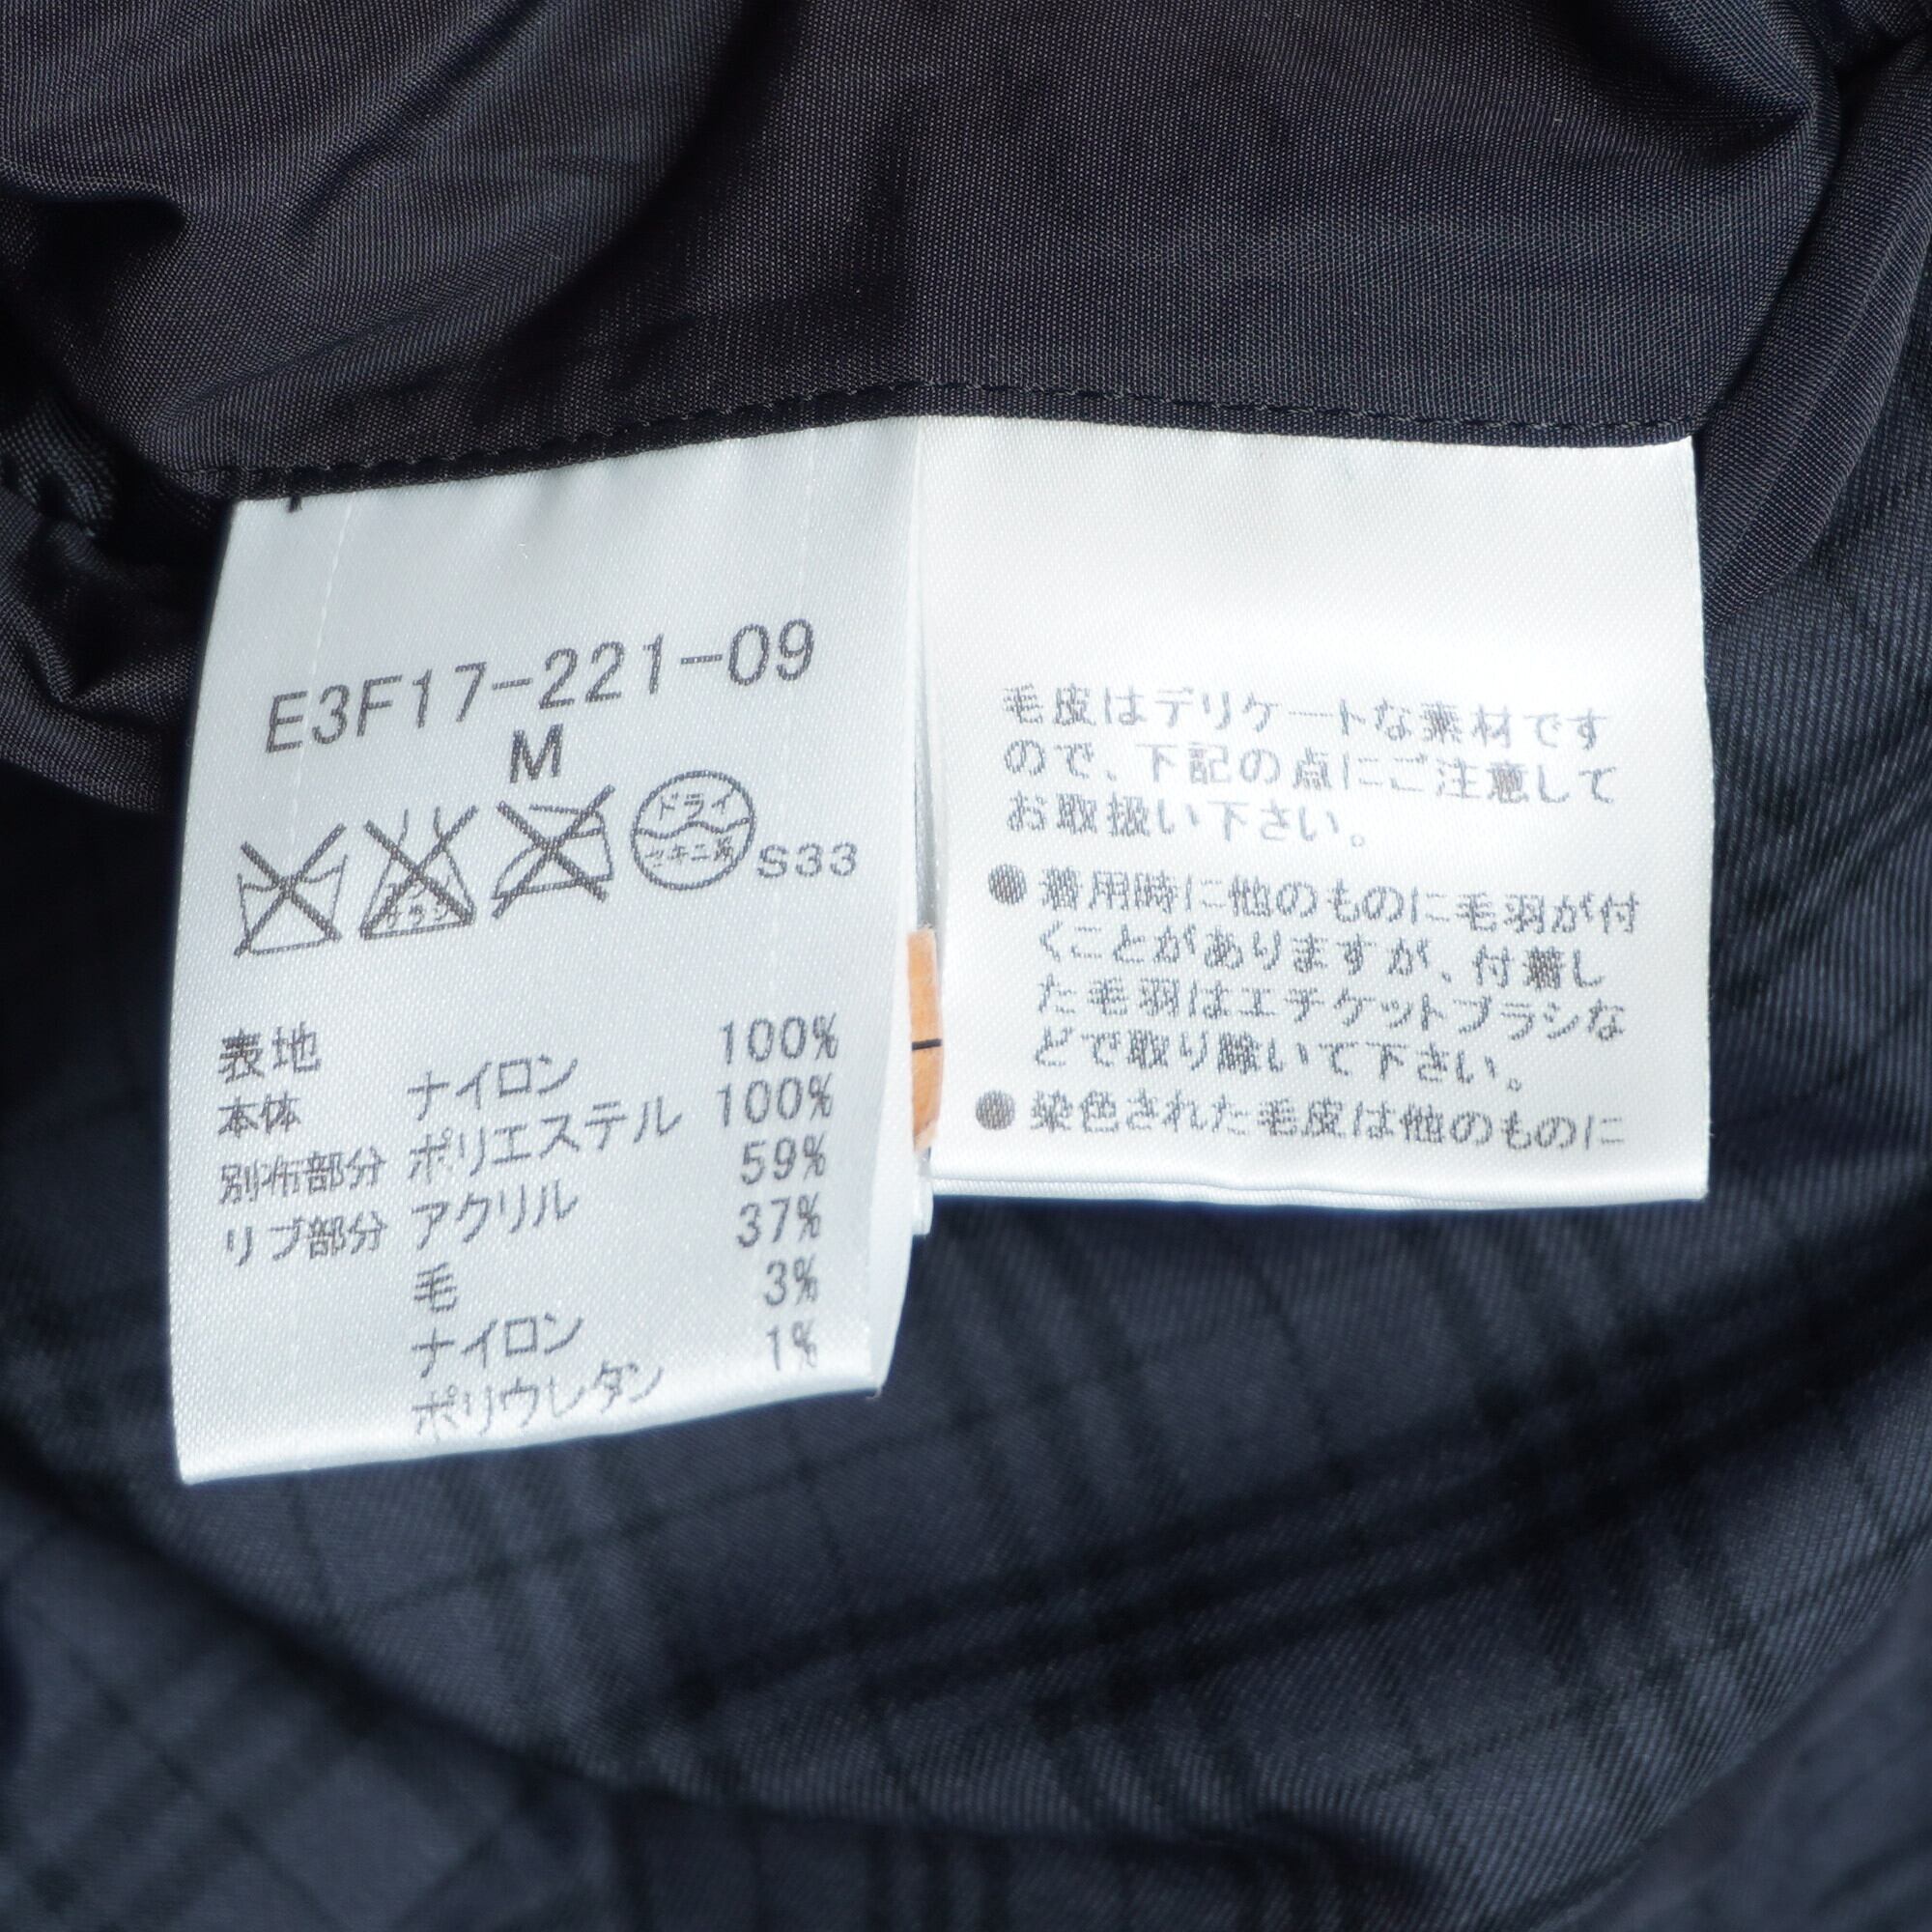 E3F17-221-09
M
ドライ
セキユ系
S33
表地
本体 ナイロン 100%
別布部分 ポリエステル 100%
リブ部分 アクリル 59%
毛 37%
ナイロン 3%
ポリウレタン 1%
毛皮はデリケートな素材です
ので、下記の点にご注意して
お取扱い下さい。
●着用時に他のものに毛羽が付
くことがありますが、付着し
た毛羽はエチケットブラシな
どで取り除いて下さい。
●染色された毛皮は他のものに